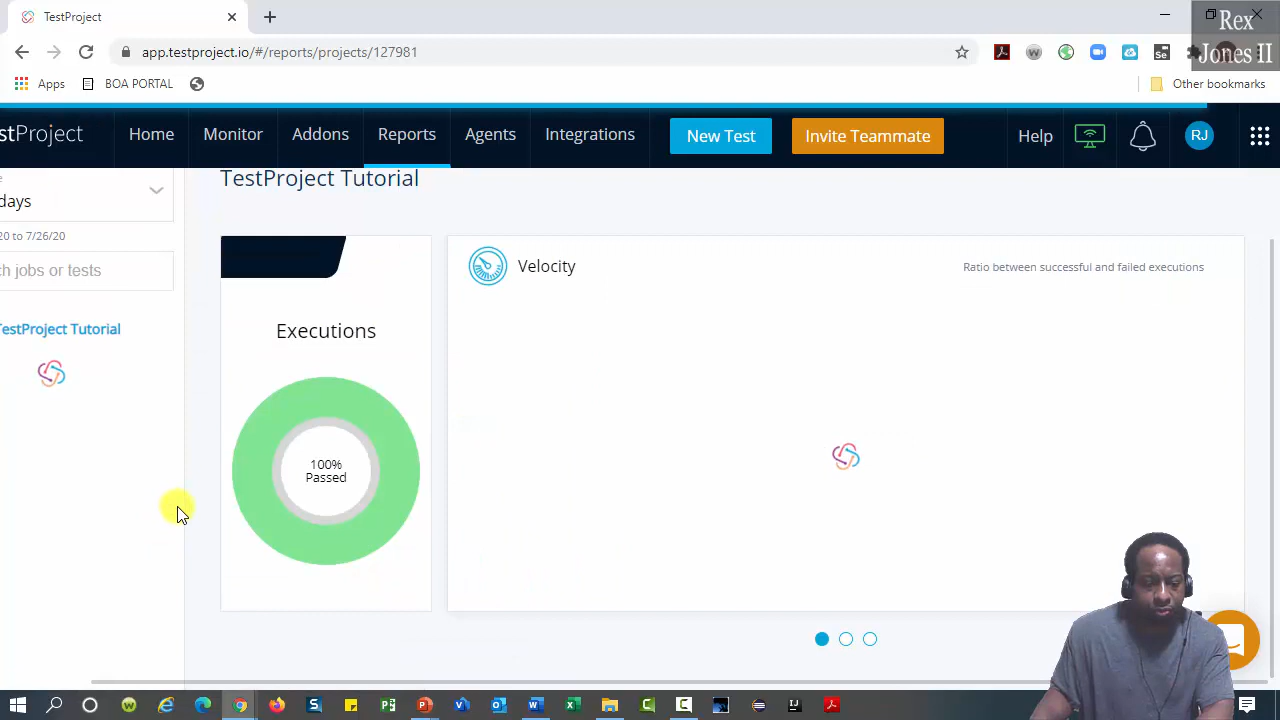 TestProject
Rex
Jones II
app.testproject.io/#/reports/projects/127981
Se
Apps
BOA PORTAL
Other bookmarks
stProject
Home
Monitor
Addons
Reports
Agents
Integrations
New Test
Invite Teammate
Help
RJ
TestProject Tutorial
days
20 to 7/26/20
ch jobs or tests
TestProject Tutorial
Velocity
Ratio between successful and failed executions
Executions
100%
Passed